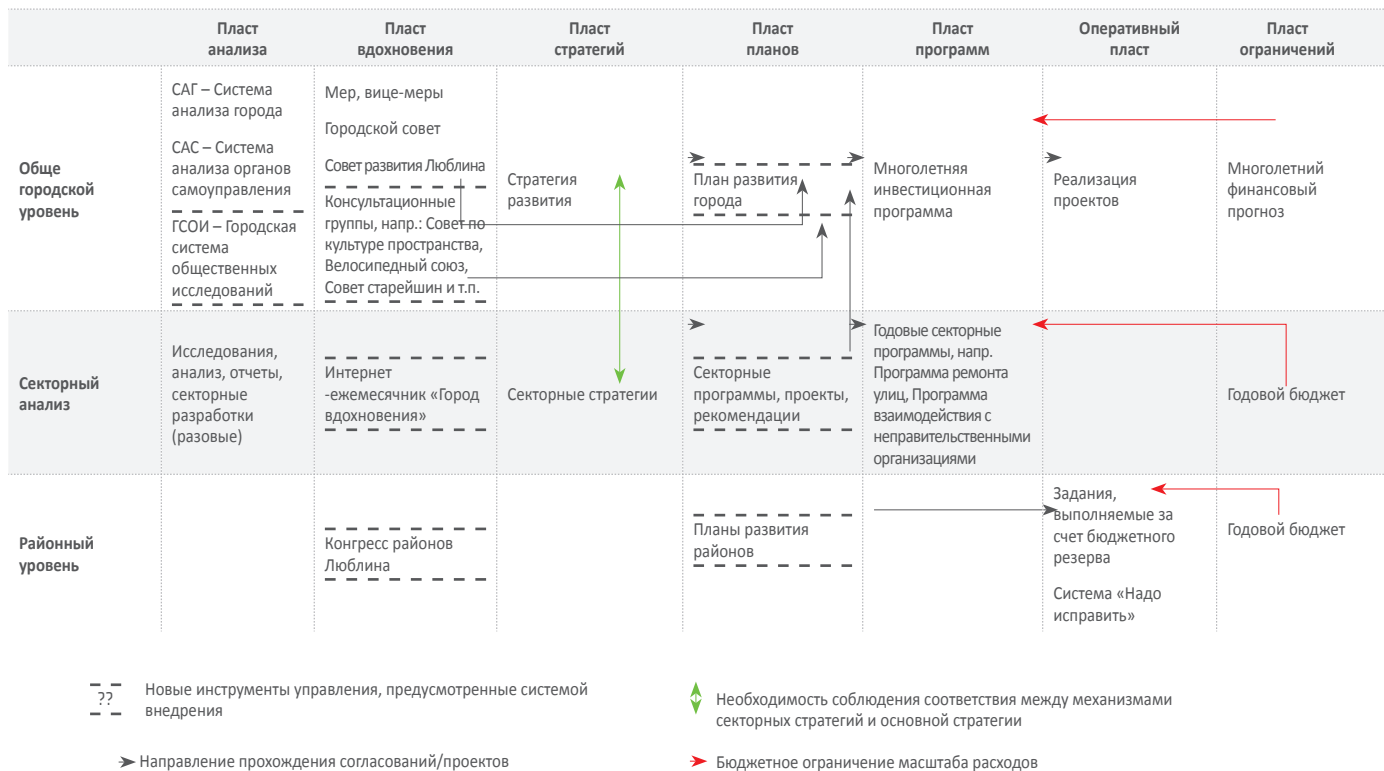 Пласт
анализа
Пласт
вдохновения
Пласт
стратегий
Пласт
планов
Пласт
программ
Оперативный
пласт
Пласт
ограничений
Обще
городской
уровень
САГ – Система
анализа города
САС – Система
анализа органов
самоуправления
ГСОИ – Городская
система
общественных
исследований
Мер, вице-меры
Городской совет
Совет развития Люблина
Консультационные
группы, напр.: Совет по
культуре пространства,
Велосипедный союз,
Совет старейшин и т.п.
Стратегия
развития
План развития
города
Многолетняя
инвестиционная
программа
Реализация
проектов
Многолетний
финансовый
прогноз
Секторный
анализ
Исследования,
анализ, отчеты,
секторные
разработки
(разовые)
Интернет
-ежемесячник «Город
вдохновения»
Секторные стратегии
Секторные
программы, проекты,
рекомендации
Годовые секторные
программы, напр.
Программа ремонта
улиц, Программа
взаимодействия с
неправительственными
организациями
Годовой бюджет
Районный
уровень
Конгресс районов
Люблина
Планы развития
районов
Задания,
выполняемые за
счет бюджетного
резерва
Система «Надо
исправить»
Годовой бюджет
??
Новые инструменты управления, предусмотренные системой
внедрения
Необходимость соблюдения соответствия между механизмами
секторных стратегий и основной стратегии
Направление прохождения согласований/проектов
Бюджетное ограничение масштаба расходов